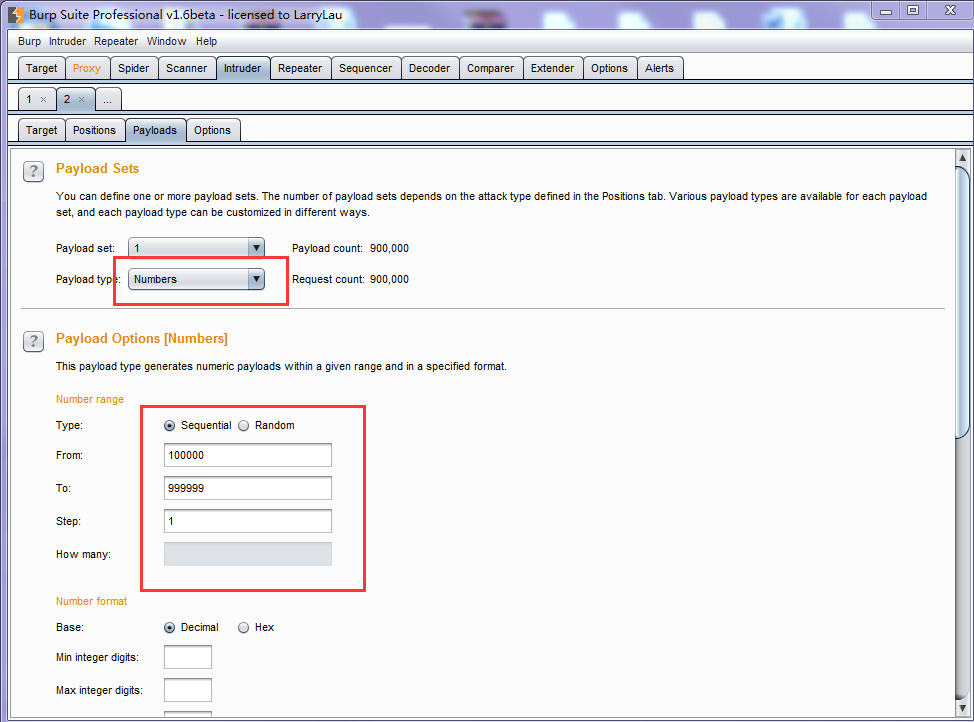 Burp Suite Professional v1.6beta - licensed to LarryLau
Burp Intruder Repeater Window Help
Target Proxy Spider Scanner Intruder Repeater Sequencer Decoder Comparer Extender Options Alerts
1 × 2 × ...
Target Positions Payloads Options
? Payload Sets
You can define one or more payload sets. The number of payload sets depends on the attack type defined in the Positions tab. Various payload types are available for each payload
set, and each payload type can be customized in different ways.
Payload set: 1 Payload count: 900,000
Payload type: Numbers Request count: 900,000
? Payload Options [Numbers]
This payload type generates numeric payloads within a given range and in a specified format.
Number range
Type: Sequential Random
From: 100000
To: 999999
Step: 1
How many:
Number format
Base: Decimal Hex
Min integer digits:
Max integer digits: